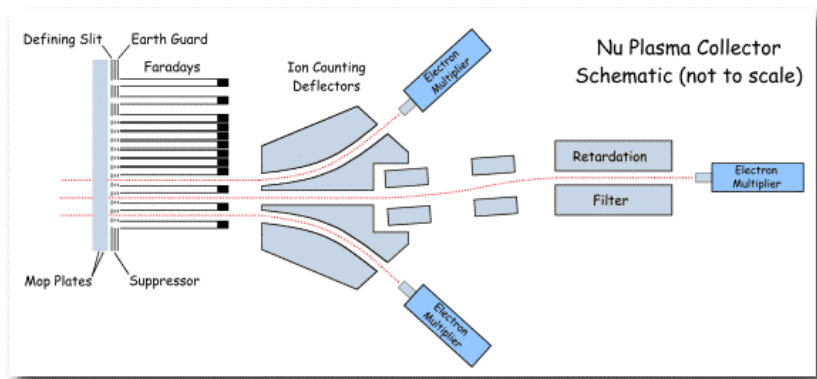 Defining Slit
Earth Guard
Faradays
Ion Counting
Deflectors
Electron
Multiplier
Nu Plasma Collector
Schematic (not to scale)
Retardation
Filter
Electron
Multiplier
Mop Plates
Suppressor
Electron
Multiplier